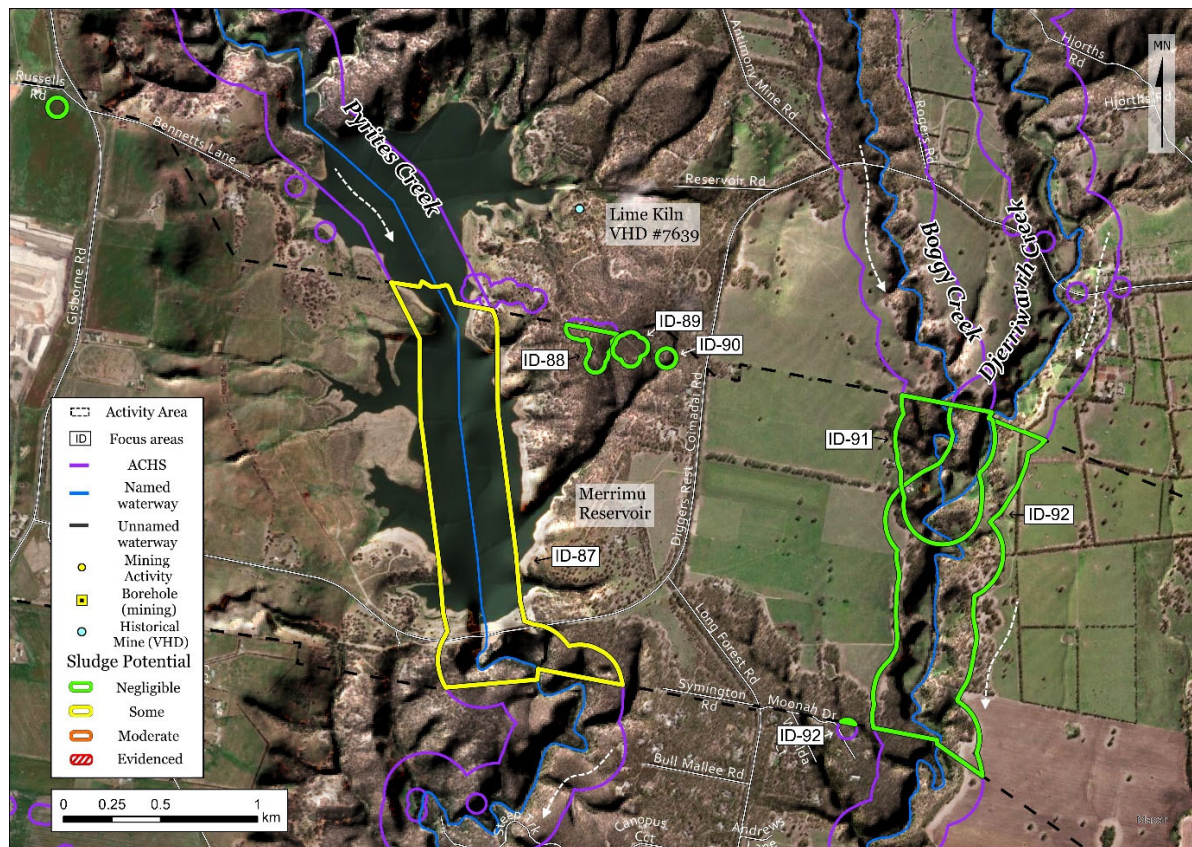 Russells
Rd
Bennetts Lane
Gisborne Rd
Pyrites Creek
Antimony Mine Rd
Rogers Rd
Hjorths
Rd
Hjorths Rd
MN
Reservoir Rd
Lime Kiln
VHD #7639
Boggy Creek
Djerriwarrh Creek
ID-89
ID-90
ID-88
Diggers Rest - Coimadai Rd
ID-91
Merrimu
Reservoir
ID-92
ID-87
Long Forest Rd
Symington
Rd
Moonah Dr
ID-92
Bull Mallee Rd
Canopus
Cct
Andrews
Activity Area
ID Focus areas
ACHS
Named
waterway
Unnamed
waterway
Mining
Activity
Borehole
(mining)
Historical
Mine (VHD)
Sludge Potential
Negligible
Some
Moderate
Evidenced
0 0.25 0.5 1
km